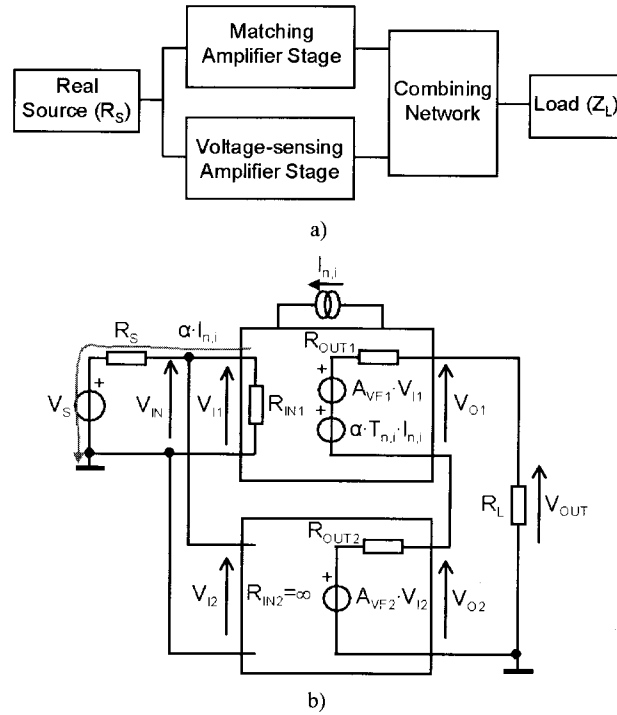 Matching
Amplifier Stage
Real
Source (R_S)
Combining
Network
Load (Z_L)
Voltage-sensing
Amplifier Stage
a)
I_n,i
R_S
α·I_n,i
R_OUT1
+
V_S
V_IN
V_I1
R_IN1
+
A_VF1·V_I1
+
α·T_n,i·I_n,i
V_O1
R_L
V_OUT
R_OUT2
V_I2
R_IN2=∞
+
A_VF2·V_I2
V_O2
b)